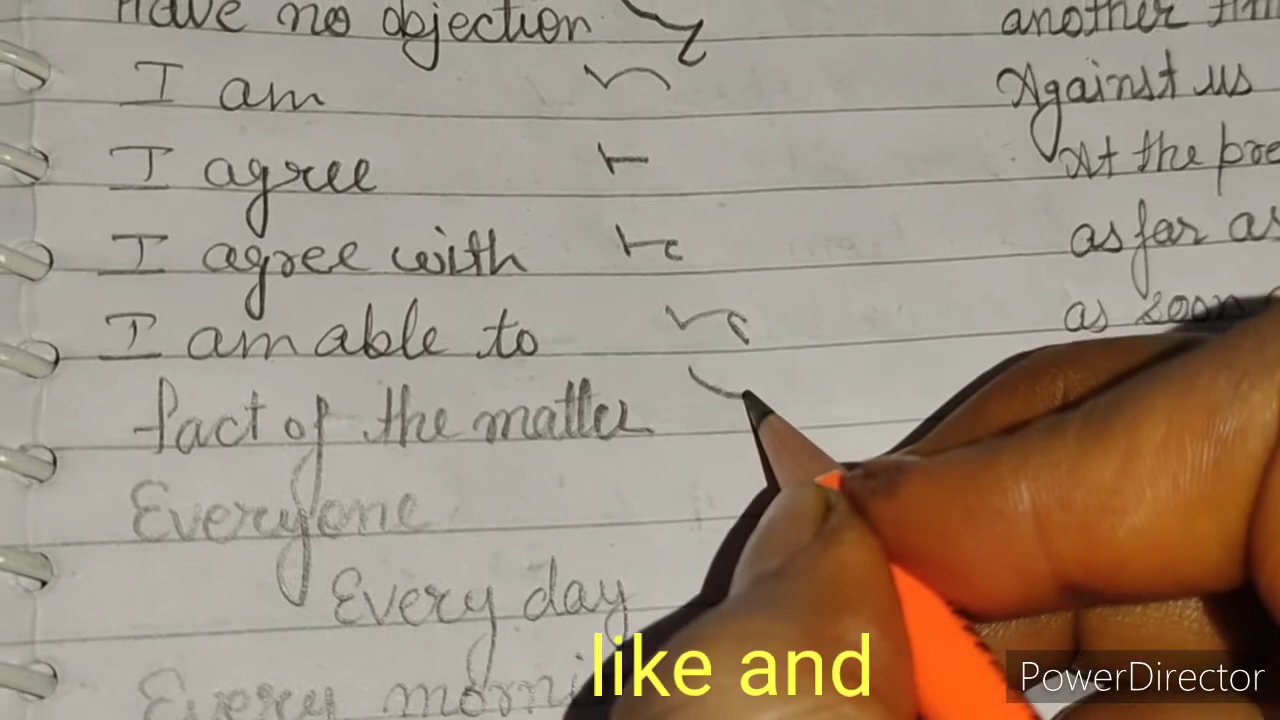 Have no objection
I am
I agree
I agree with
I am able to
fact of the matter
Everyone
Every day
Every
another
Against us
At the
as far as
as soon
like and
PowerDirector